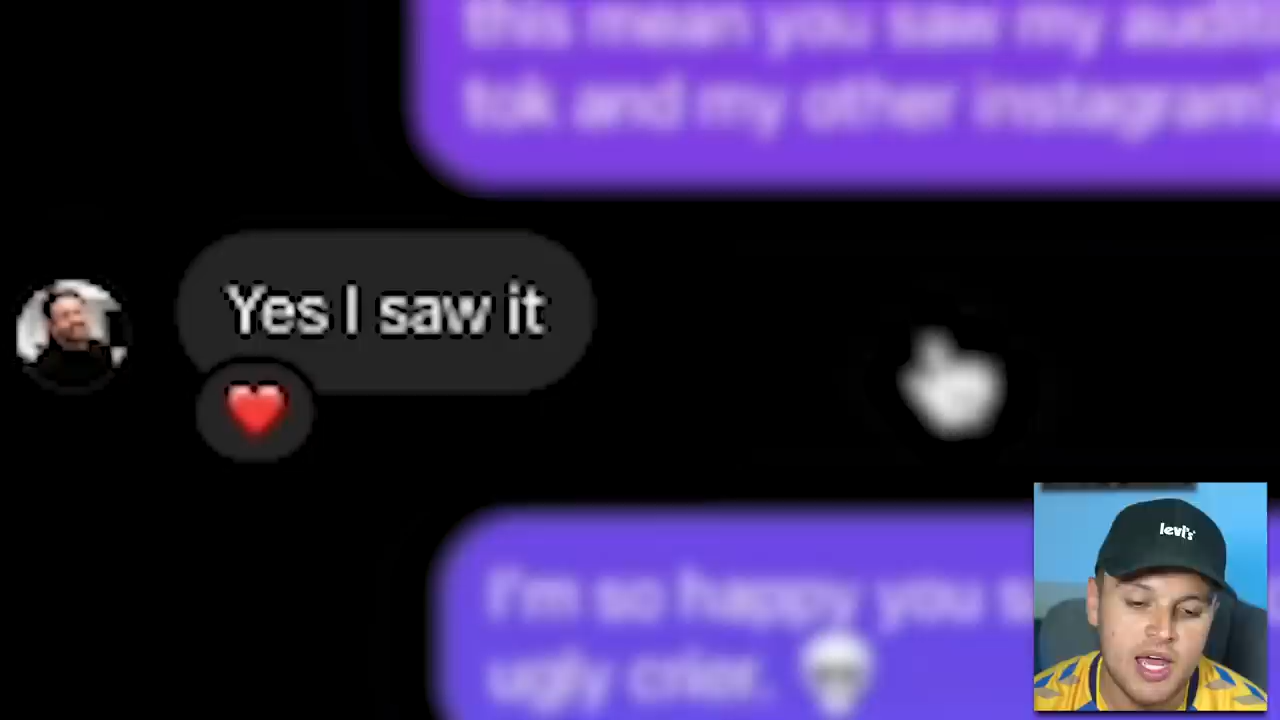 this mean you saw my
tok and my other instagram
Yes I saw it
I'm so happy you
ugly crier.
levi's